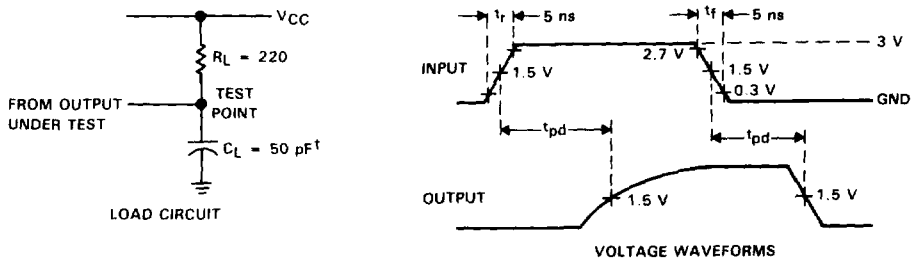 VCC
RL = 220
FROM OUTPUT
UNDER TEST
TEST
POINT
CL = 50 pF†
LOAD CIRCUIT
tr
5 ns
tf
5 ns
3 V
2.7 V
INPUT
1.5 V
1.5 V
0.3 V
GND
tpd
tpd
OUTPUT
1.5 V
1.5 V
VOLTAGE WAVEFORMS